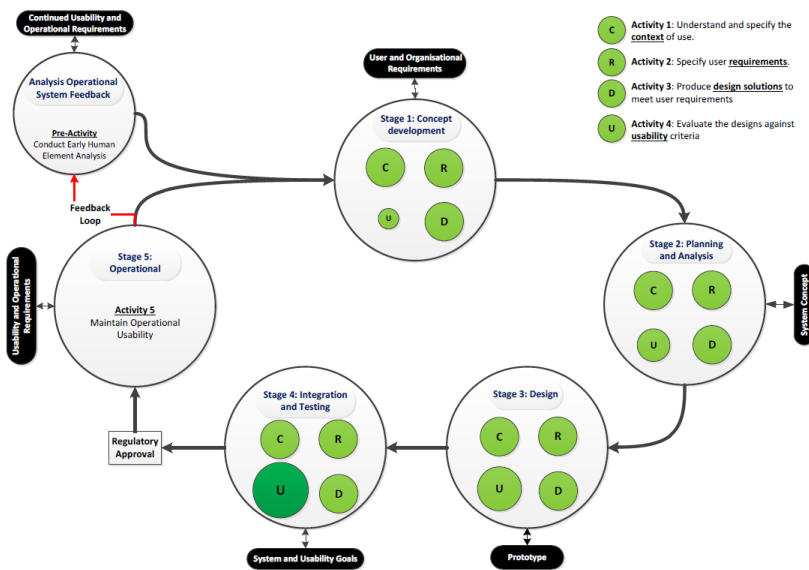 Continued Usability and
Operational Requirements
Analysis Operational
System Feedback
Pre-Activity
Conduct Early Human
Element Analysis
Feedback
Loop
User and Organisational
Requirements
Stage 1: Concept
development
C
R
U
D
C
Activity 1: Understand and specify the
context of use.
R
Activity 2: Specify user requirements.
D
Activity 3: Produce design solutions to
meet user requirements
U
Activity 4: Evaluate the designs against
usability criteria
Stage 2: Planning
and Analysis
C
R
U
D
System Concept
Usability and Operational
Requirements
Stage 5:
Operational
Activity 5
Maintain Operational
Usability
Regulatory
Approval
Stage 4: Integration
and Testing
C
R
U
D
System and Usability Goals
Stage 3: Design
C
R
U
D
Prototype